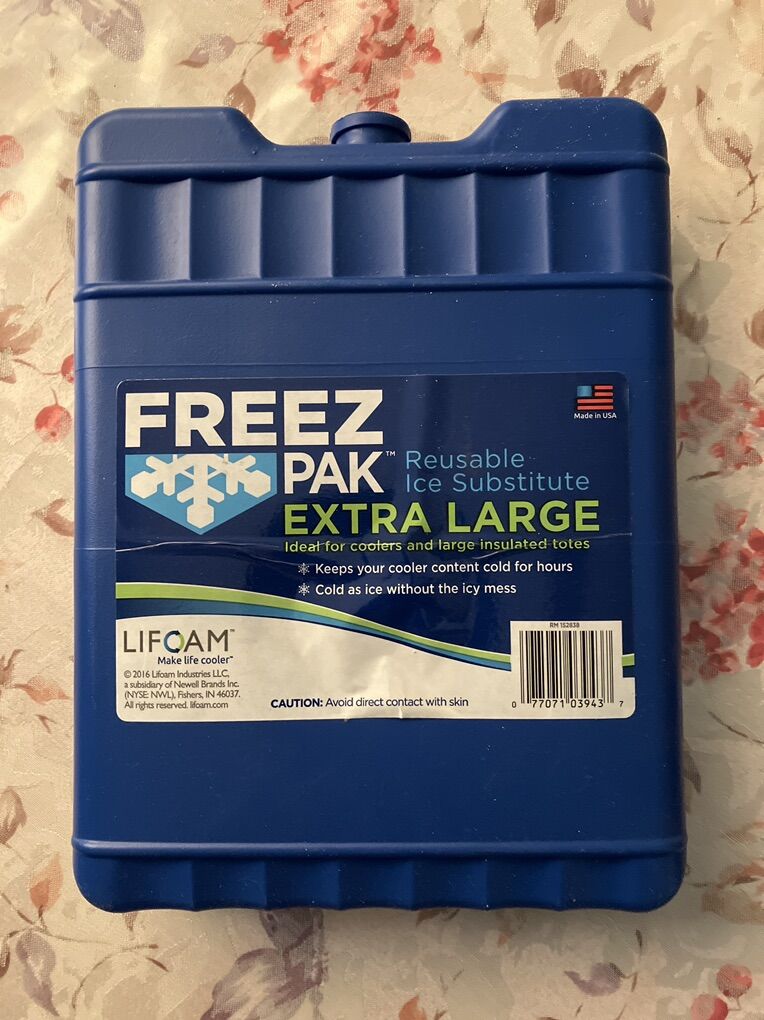 FREEZ
PAK™
Made in USA
Reusable
Ice Substitute
EXTRA LARGE
Ideal for coolers and large insulated totes
Keeps your cooler content cold for hours
Cold as ice without the icy mess
LIFOAM™
Make life cooler™
© 2016 Lifoam Industries LLC,
a subsidiary of Newell Brands Inc.
(NYSE: NWL), Fishers, IN 46037.
All rights reserved. lifoam.com
CAUTION: Avoid direct contact with skin
RM 152838
0 77071 03943 7